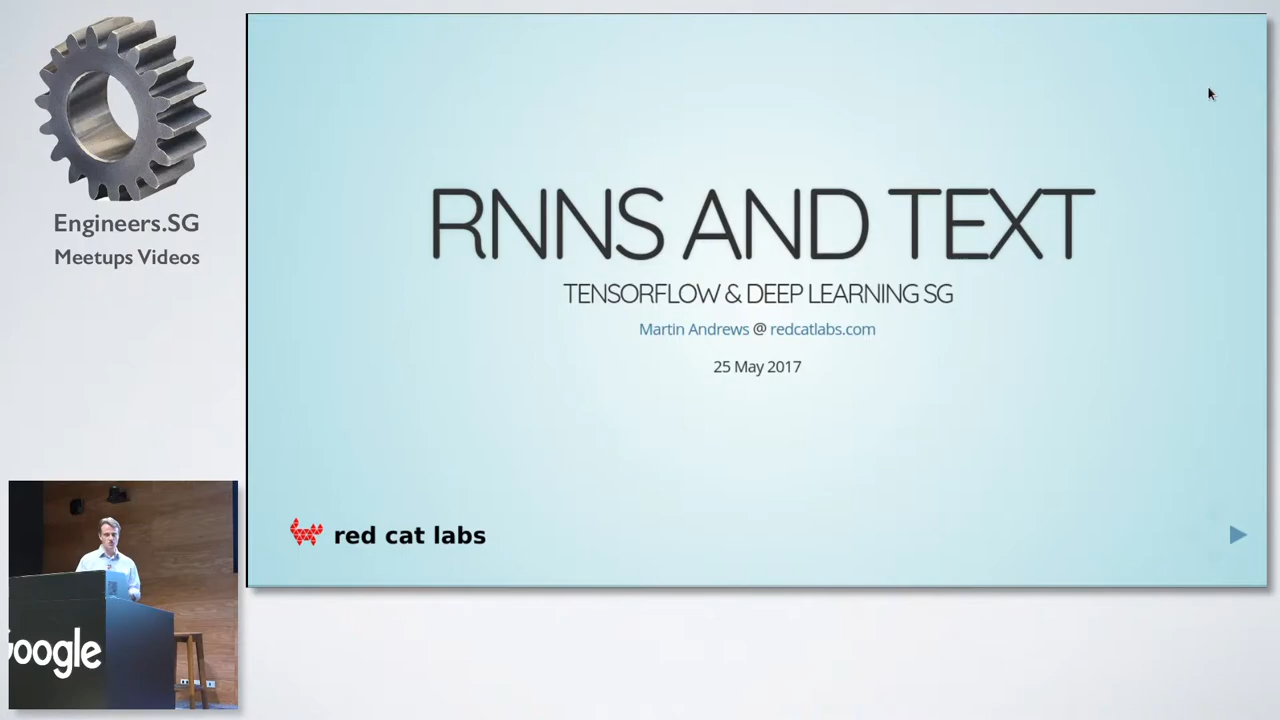 Engineers.SG
Meetups Videos
RNNS AND TEXT
TENSORFLOW & DEEP LEARNING SG
Martin Andrews @ redcatlabs.com
25 May 2017
red cat labs
Google